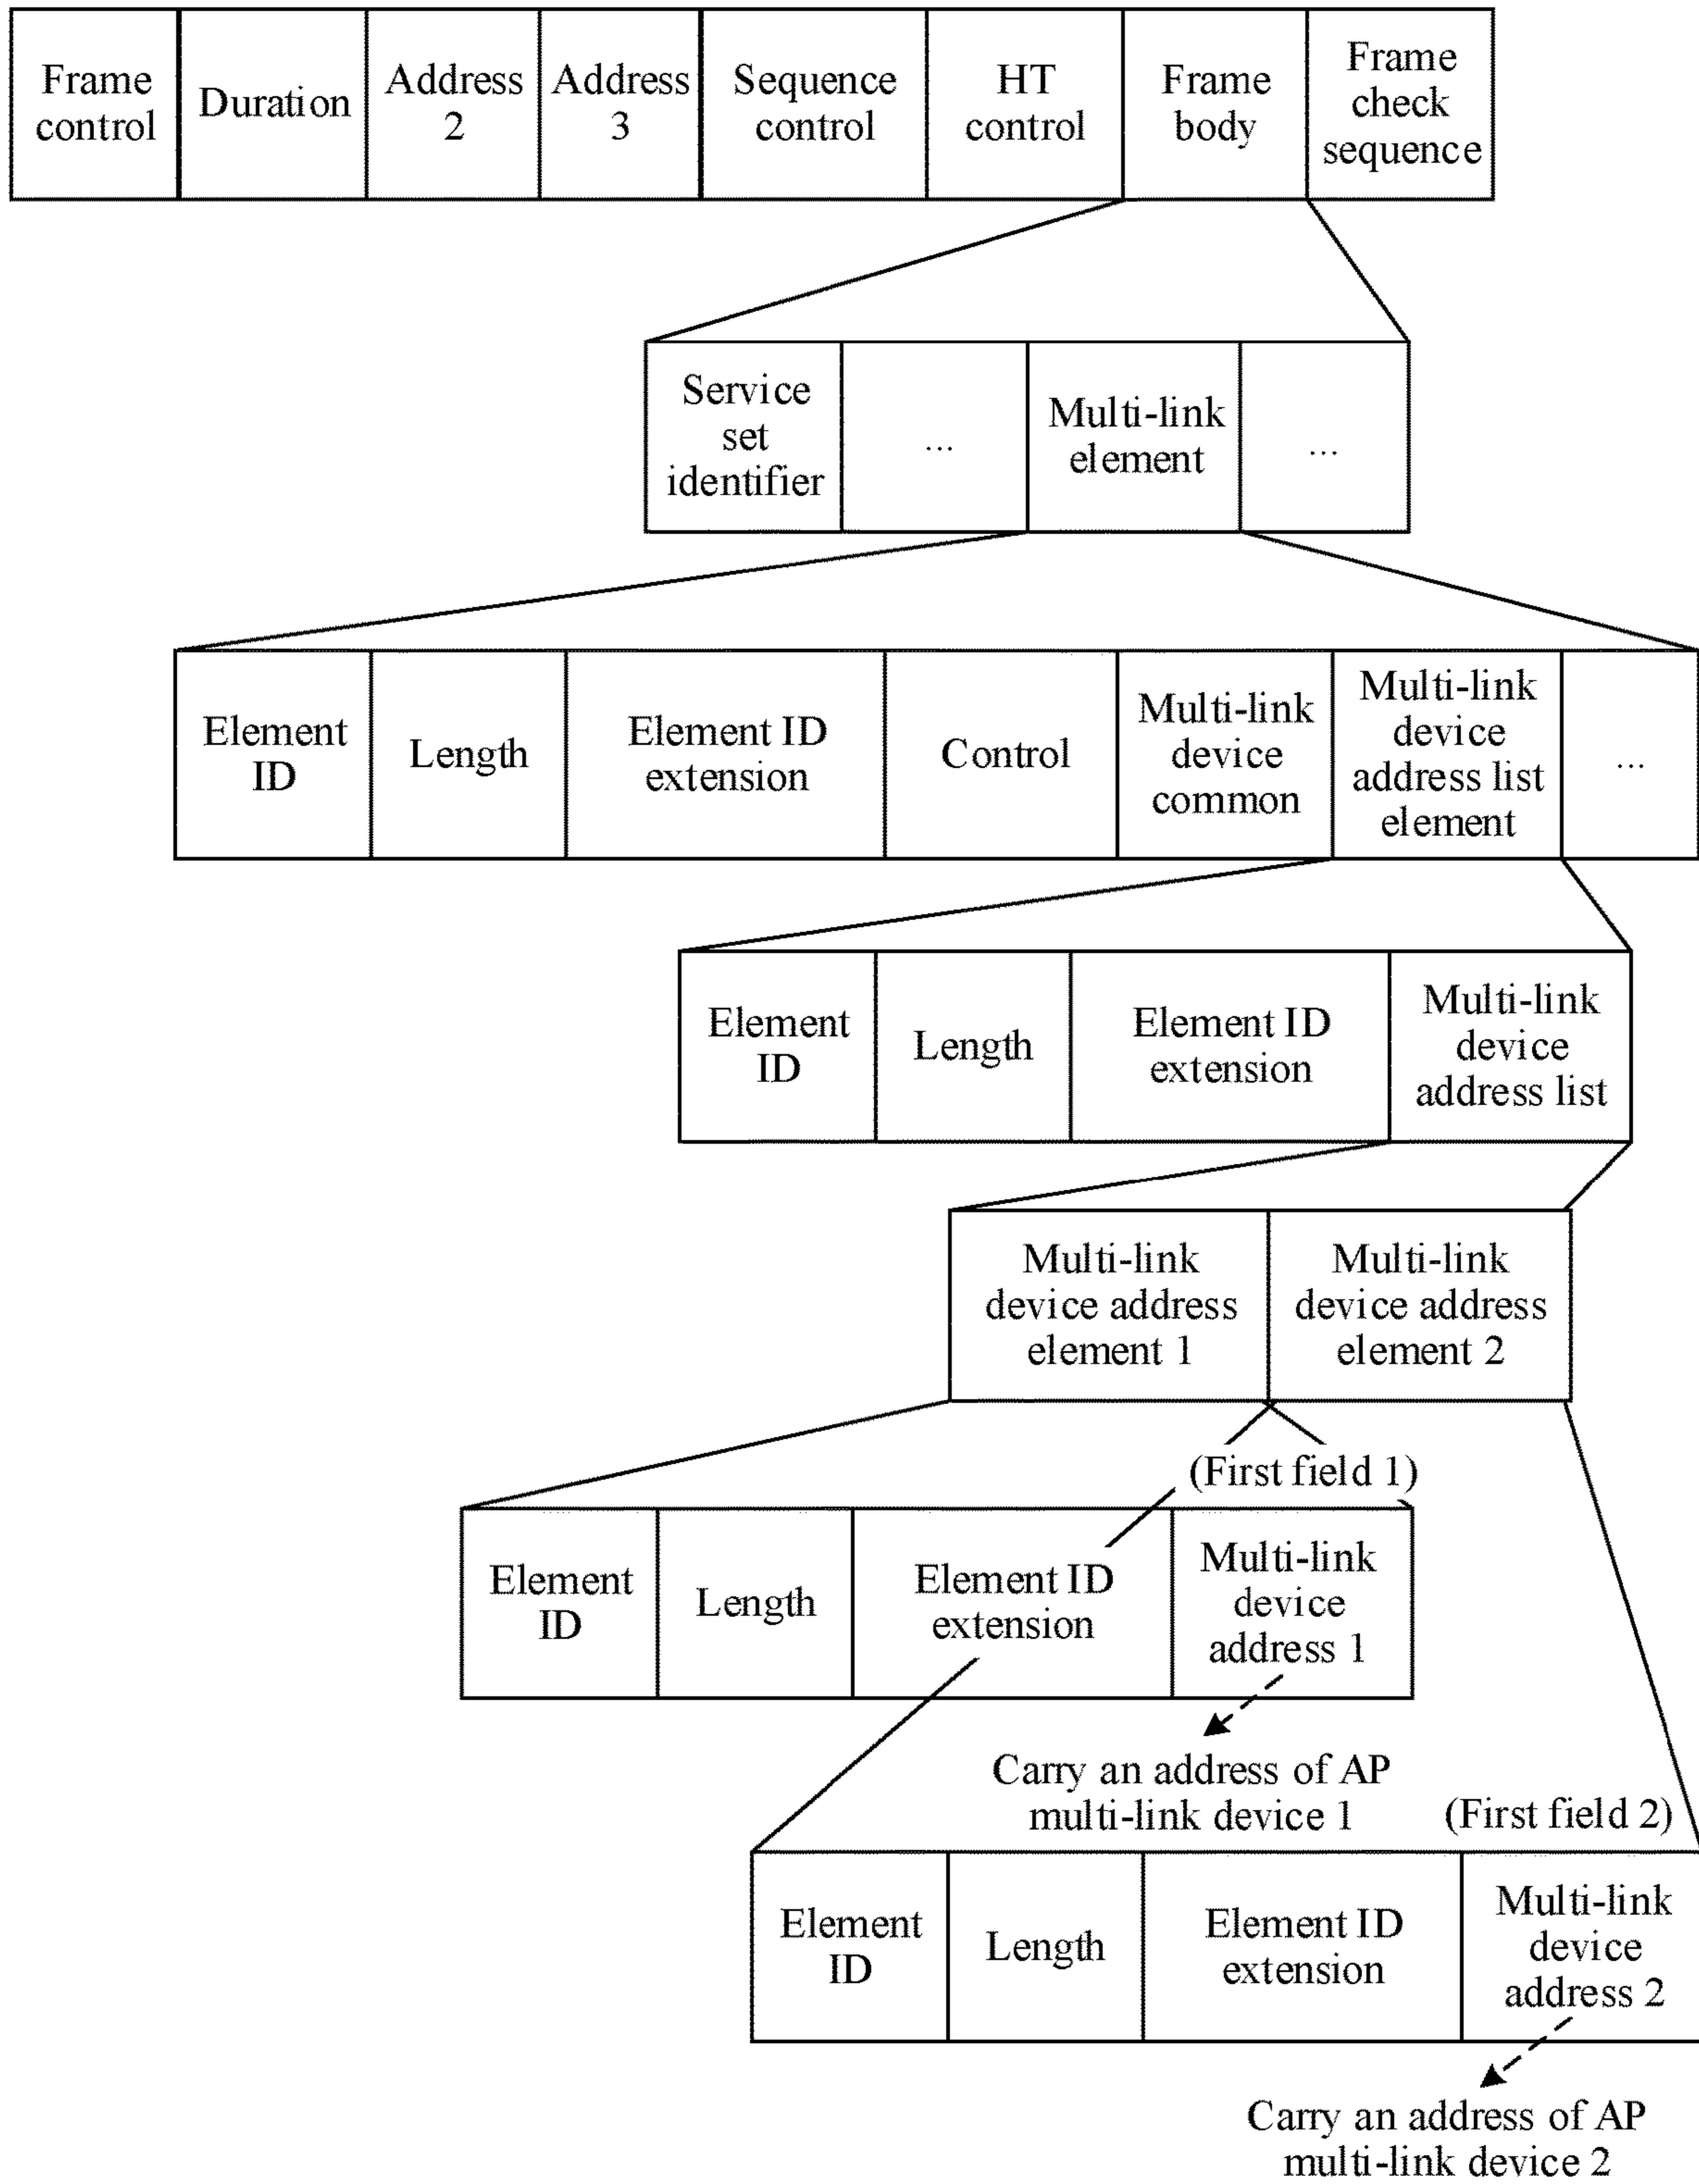 Frame
control
Duration
Address
2
Address
3
Sequence
control
HT
control
Frame
body
Frame
check
sequence
Service
set
identifier
...
Multi-link
element
...
Element
ID
Length
Element ID
extension
Control
Multi-link
device
common
Multi-link
device
address list
element
...
Element
ID
Length
Element ID
extension
Multi-link
device
address list
Multi-link
device address
element 1
Multi-link
device address
element 2
(First field 1)
Element
ID
Length
Element ID
extension
Multi-link
device
address 1
Carry an address of AP
multi-link device 1
(First field 2)
Element
ID
Length
Element ID
extension
Multi-link
device
address 2
Carry an address of AP
multi-link device 2